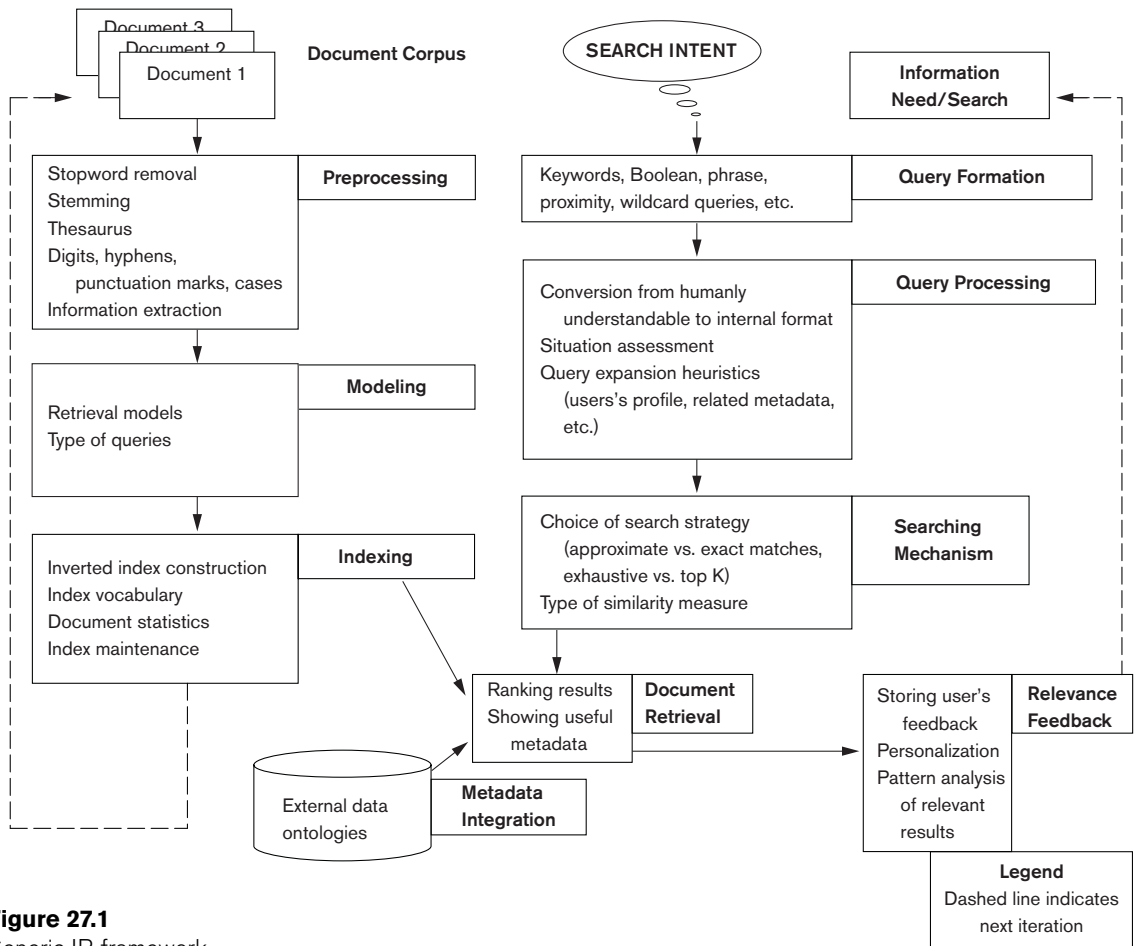 Document 3
Document 2
Document 1
Document Corpus
SEARCH INTENT
Information
Need/Search
Stopword removal
Stemming
Thesaurus
Digits, hyphens,
punctuation marks, cases
Information extraction
Preprocessing
Keywords, Boolean, phrase,
proximity, wildcard queries, etc.
Query Formation
Conversion from humanly
understandable to internal format
Situation assessment
Query expansion heuristics
(users's profile, related metadata,
etc.)
Query Processing
Retrieval models
Type of queries
Modeling
Choice of search strategy
(approximate vs. exact matches,
exhaustive vs. top K)
Type of similarity measure
Searching
Mechanism
Inverted index construction
Index vocabulary
Document statistics
Index maintenance
Indexing
Ranking results
Showing useful
metadata
Document
Retrieval
Storing user's
feedback
Personalization
Pattern analysis
of relevant
results
Relevance
Feedback
External data
ontologies
Metadata
Integration
Legend
Dashed line indicates
next iteration
igure 27.1
IR framework